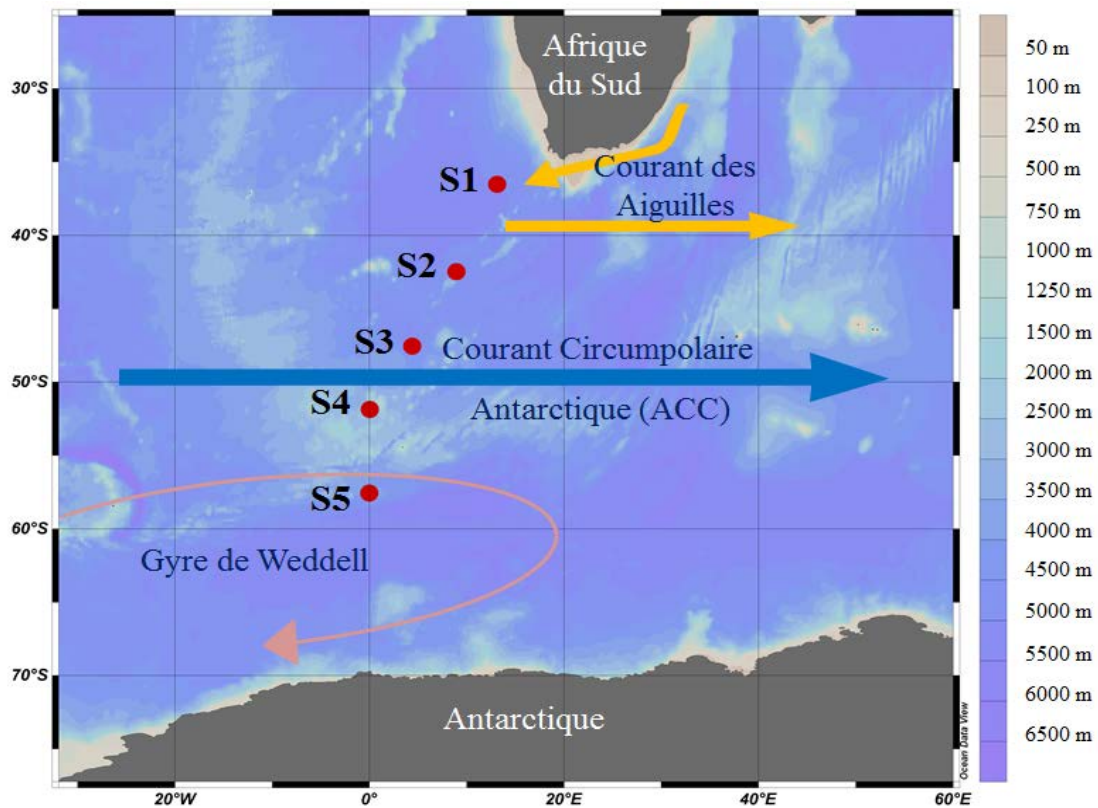 Afrique
du Sud
30°S
S1
Courant des
Aiguilles
40°S
S2
S3
Courant Circumpolaire
50°S
S4
Antarctique (ACC)
S5
60°S
Gyre de Weddell
70°S
Antarctique
20°W
0°
20°E
40°E
60°E
Ocean Data View
50 m
100 m
250 m
500 m
750 m
1000 m
1250 m
1500 m
2000 m
2500 m
3000 m
3500 m
4000 m
4500 m
5000 m
5500 m
6000 m
6500 m